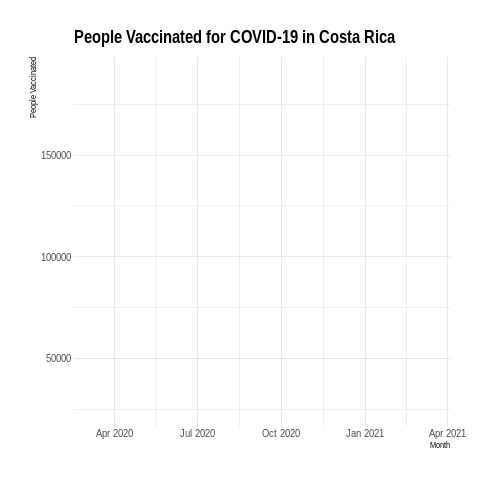 People Vaccinated for COVID-19 in Costa Rica
People Vaccinated
150000
100000
50000
Apr 2020
Jul 2020
Oct 2020
Jan 2021
Apr 2021
Month